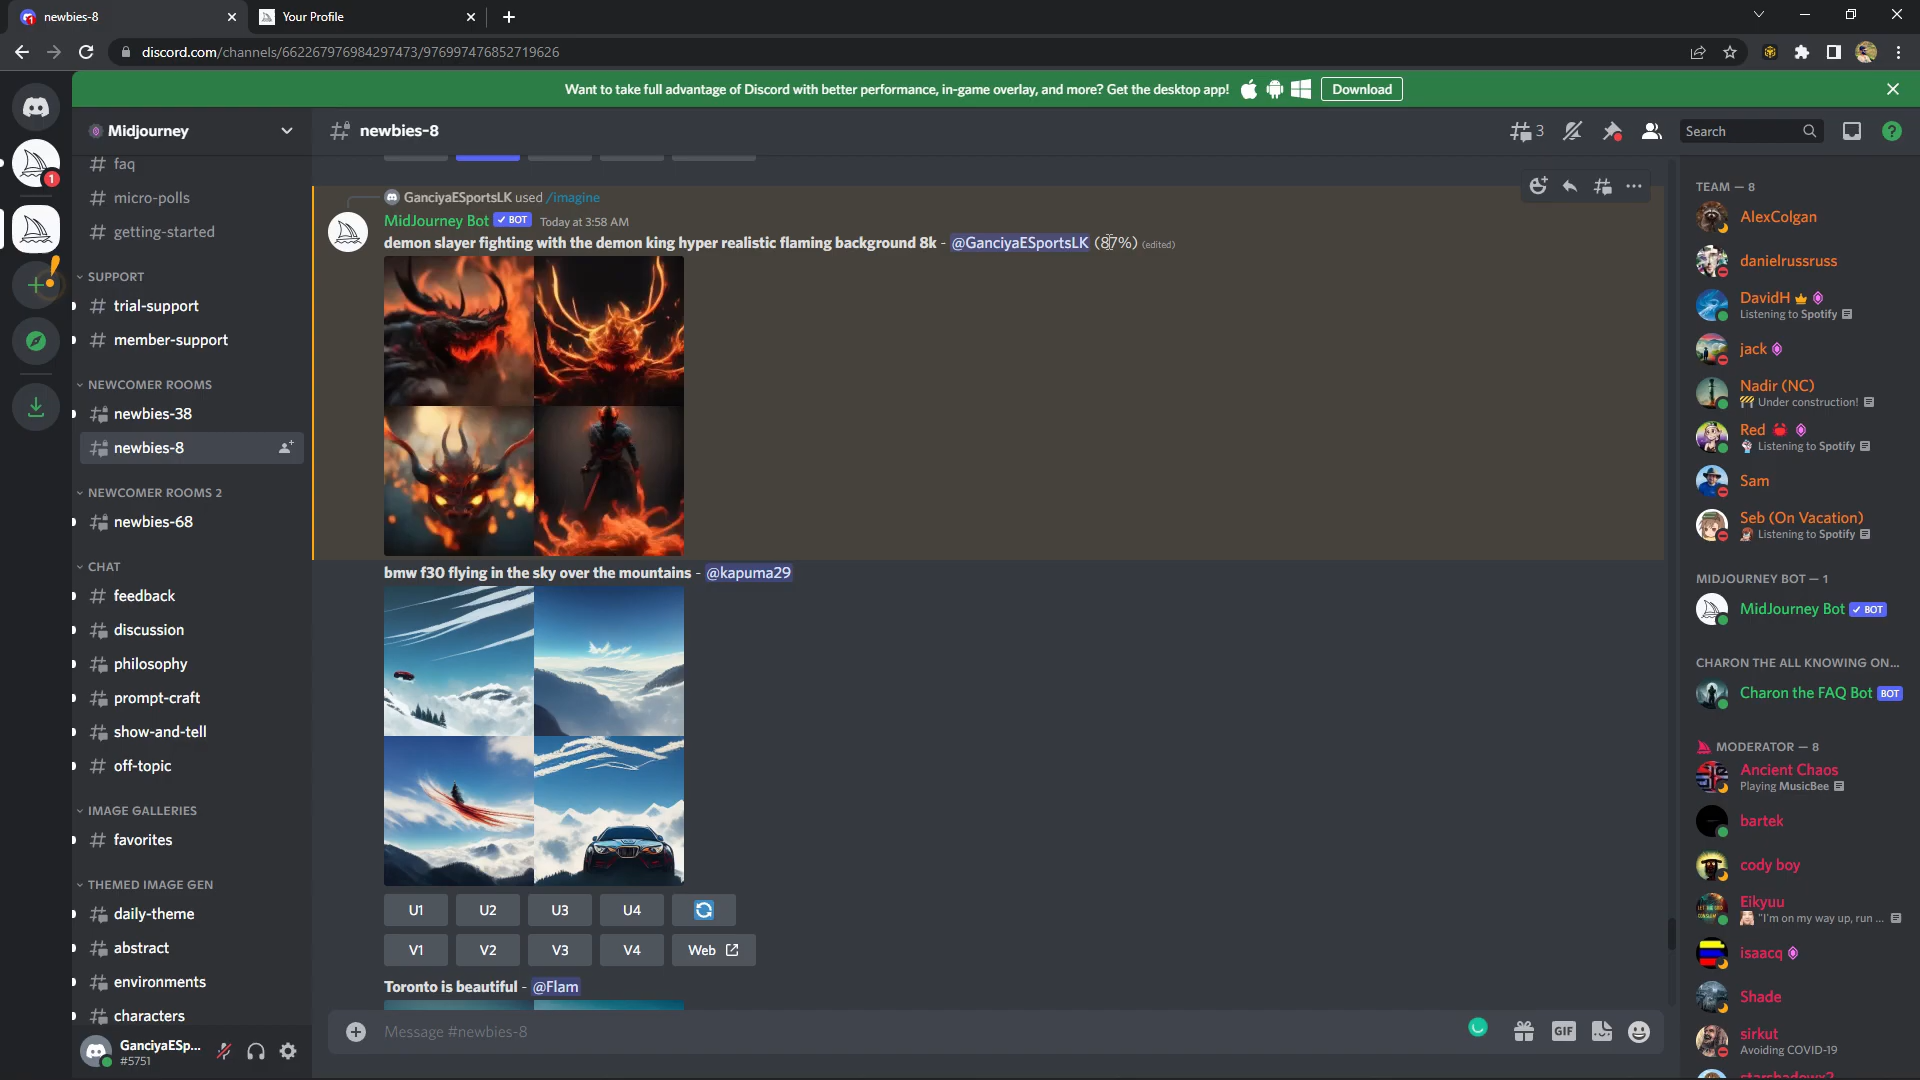 newbies-8
Your Profile
discord.com/channels/662267976984297473/976997476852719626
Want to take full advantage of Discord with better performance, in-game overlay, and more? Get the desktop app!
Download
Midjourney
newbies-8
3
Search
1
faq
micro-polls
getting-started
SUPPORT
trial-support
member-support
NEWCOMER ROOMS
newbies-38
newbies-8
NEWCOMER ROOMS 2
newbies-68
CHAT
feedback
discussion
philosophy
prompt-craft
show-and-tell
off-topic
IMAGE GALLERIES
favorites
THEMED IMAGE GEN
daily-theme
abstract
environments
characters
GanciyaESp...
#5751
GanciyaESportsLK used /imagine
MidJourney Bot BOT Today at 3:58 AM
demon slayer fighting with the demon king hyper realistic flaming background 8k - @GanciyaESportsLK (87%) (edited)
bmw f30 flying in the sky over the mountains - @kapuma29
U1 U2 U3 U4
V1 V2 V3 V4 Web
Toronto is beautiful - @Flam
Message #newbies-8
GIF
TEAM — 8
AlexColgan
danielrussruss
DavidH
Listening to Spotify
jack
Nadir (NC)
Under construction!
Red
Listening to Spotify
Sam
Seb (On Vacation)
Listening to Spotify
MIDJOURNEY BOT — 1
MidJourney Bot BOT
CHARON THE ALL KNOWING ON...
Charon the FAQ Bot BOT
MODERATOR — 8
Ancient Chaos
Playing MusicBee
bartek
cody boy
Eikyuu
"I'm on my way up, run ...
isaacq
Shade
sirkut
Avoiding COVID-19